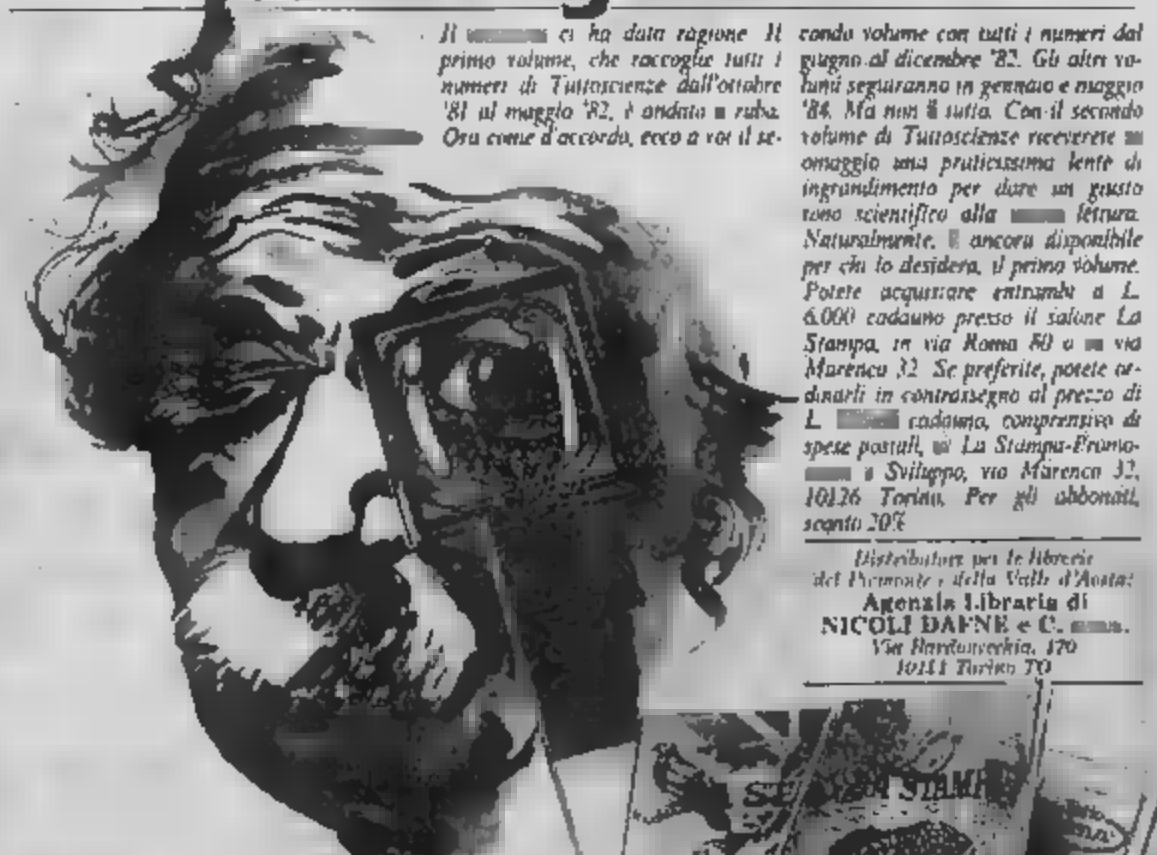 Il ci ha dato ragione. Il
primo volume, che raccoglie tutti i
numeri di Tuttoscienze dall'ottobre
'81 al maggio '82, è andato a ruba.
Ora come d'accordo, ecco a voi il se-
condo volume con tutti i numeri dal
giugno al dicembre '82. Gli altri vo-
lumi seguiranno in gennaio e maggio
'84. Ma non è tutto. Con il secondo
volume di Tuttoscienze riceverete
omaggio una praticissima lente di
ingrandimento per dare un giusto
tono scientifico alla lettura.
Naturalmente, è ancora disponibile
per chi lo desidera, il primo volume.
Potete acquistare entrambi a L.
6.000 cadauno presso il salone La
Stampa, in via Roma 80 o via
Marenco 32. Se preferite, potete or-
dinarli in contrassegno al prezzo di
L. cadauno, comprensivo di
spese postali, La Stampa-Promo-
e Sviluppo, via Marenco 32,
10126 Torino. Per gli abbonati,
sconto 20%
Distributore per le librerie
del Piemonte e della Valle d'Aosta:
Agenzia Libraria di
NICOLI DAFNE e C.
Via Bardonecchia, 170
10141 Torino TO